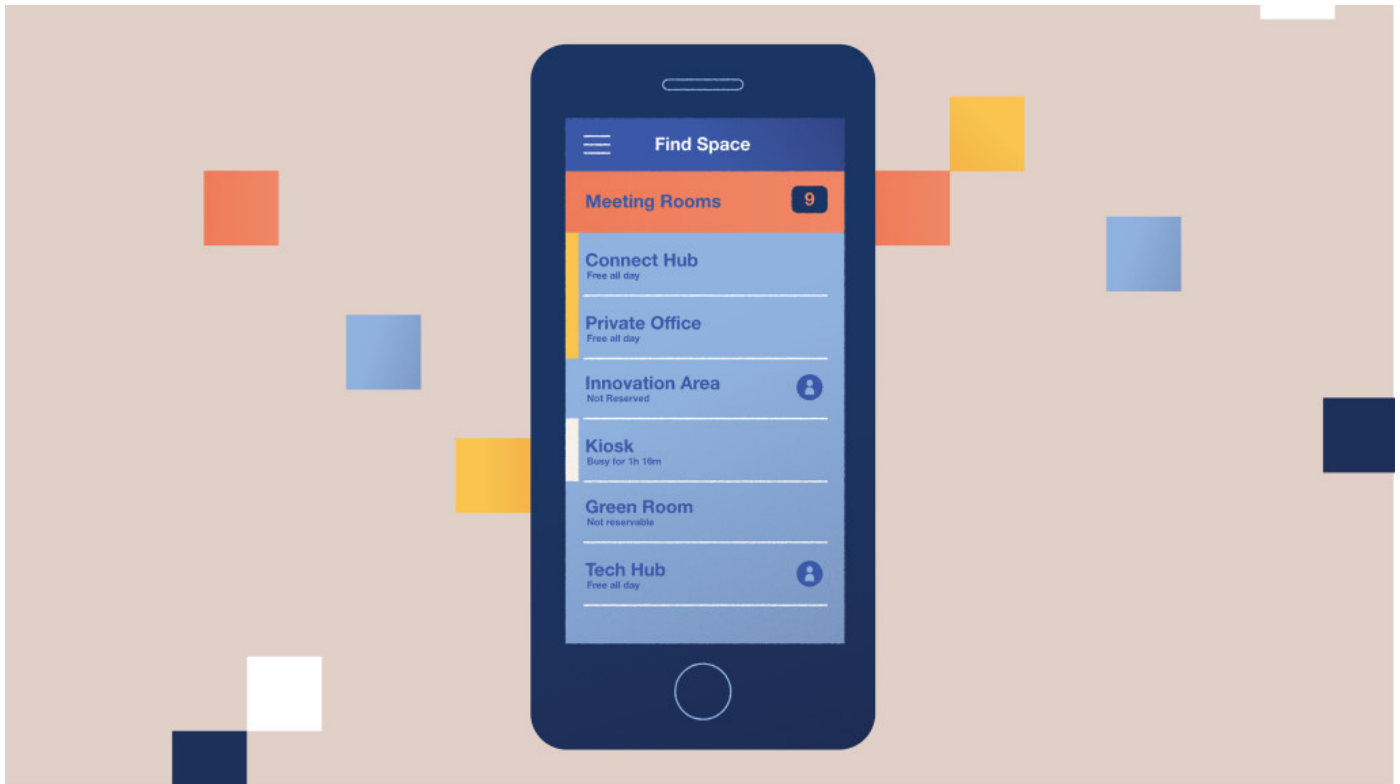 Find Space
Meeting Rooms 9
Connect Hub
Free all day
Private Office
Free all day
Innovation Area
Not Reserved
Kiosk
Busy for 1h 16m
Green Room
Not reservable
Tech Hub
Free all day